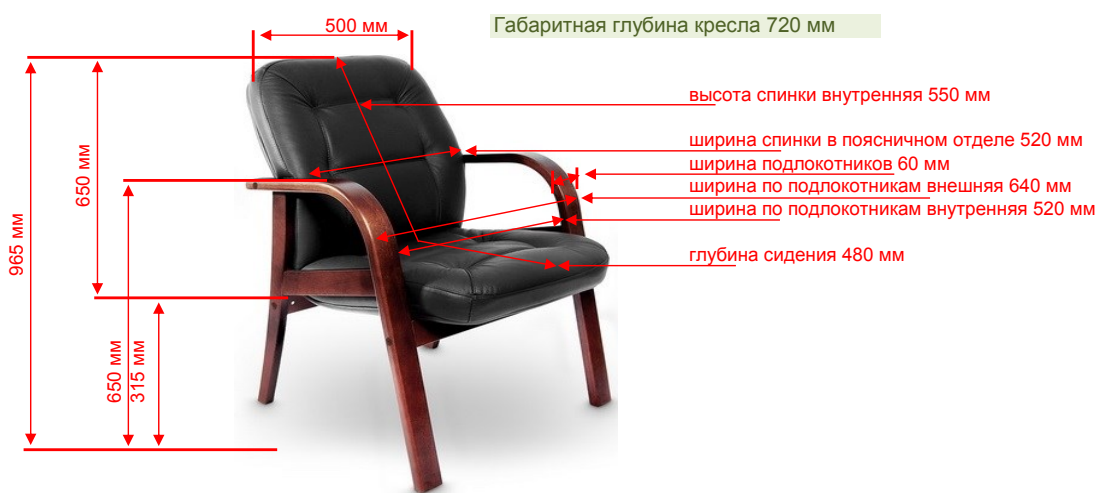 500 мм
Габаритная глубина кресла 720 мм
высота спинки внутренняя 550 мм
ширина спинки в поясничном отделе 520 мм
ширина подлокотников 60 мм
ширина по подлокотникам внешняя 640 мм
ширина по подлокотникам внутренняя 520 мм
глубина сидения 480 мм
650 мм
965 мм
650 мм
315 мм